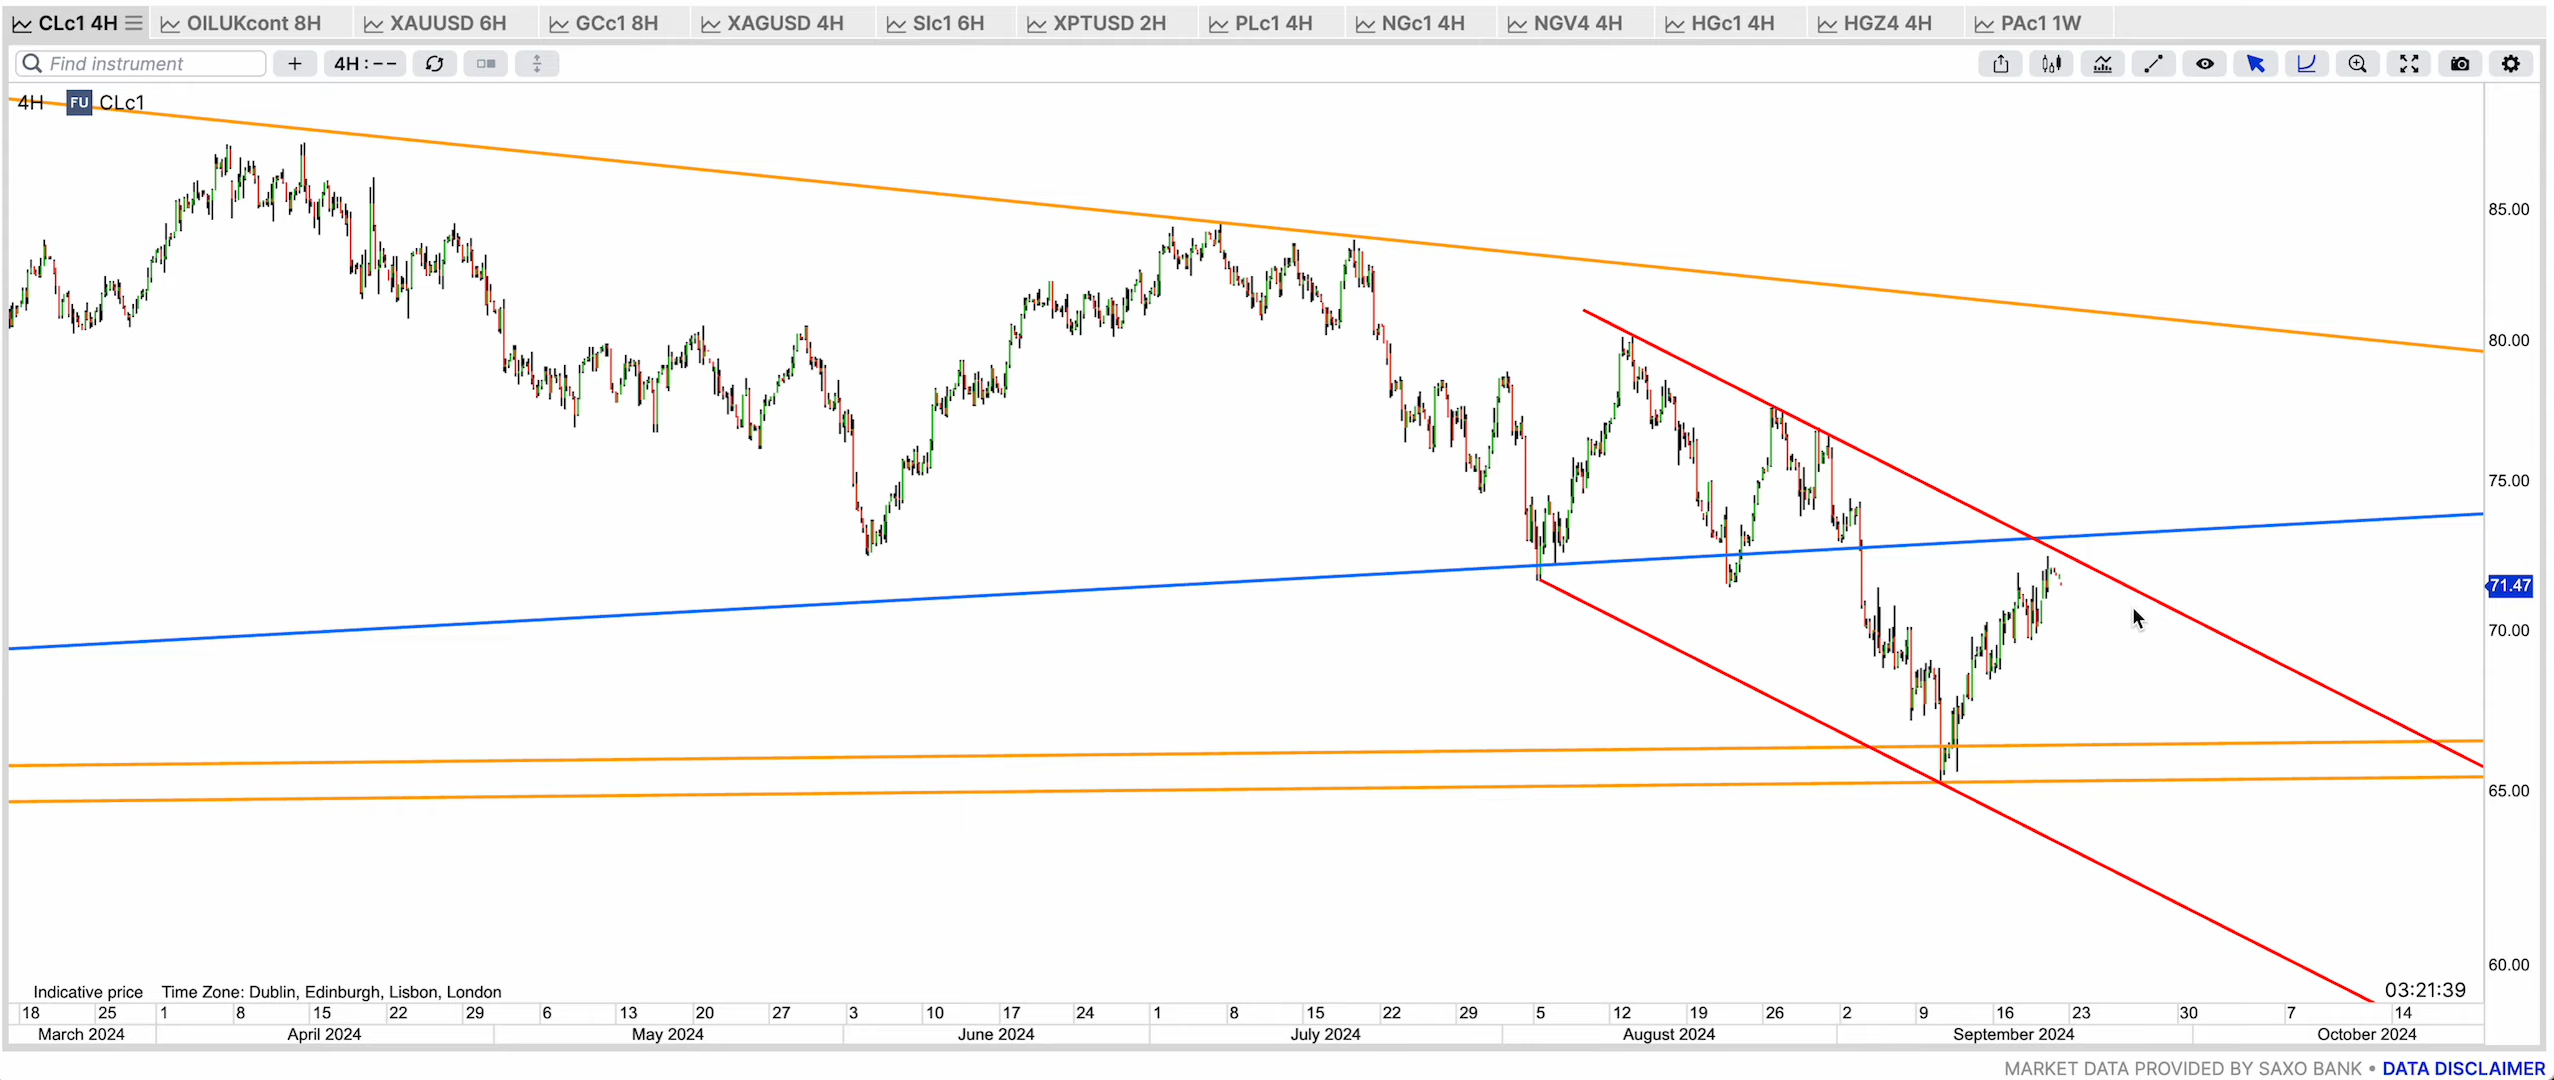 CLc1 4H OILUKcont 8H XAUUSD 6H GCc1 8H XAGUSD 4H SIc1 6H XPTUSD 2H PLc1 4H NGc1 4H NGV4 4H HGc1 4H HGZ4 4H PAc1 1W
Find instrument + 4H : --
4H FU CLc1
85.00
80.00
75.00
71.47
70.00
65.00
60.00
Indicative price Time Zone: Dublin, Edinburgh, Lisbon, London 03:21:39
18 25 1 8 15 22 29 6 13 20 27 3 10 17 24 1 8 15 22 29 5 12 19 26 2 9 16 23 30 7 14
March 2024 April 2024 May 2024 June 2024 July 2024 August 2024 September 2024 October 2024
MARKET DATA PROVIDED BY SAXO BANK • DATA DISCLAIMER